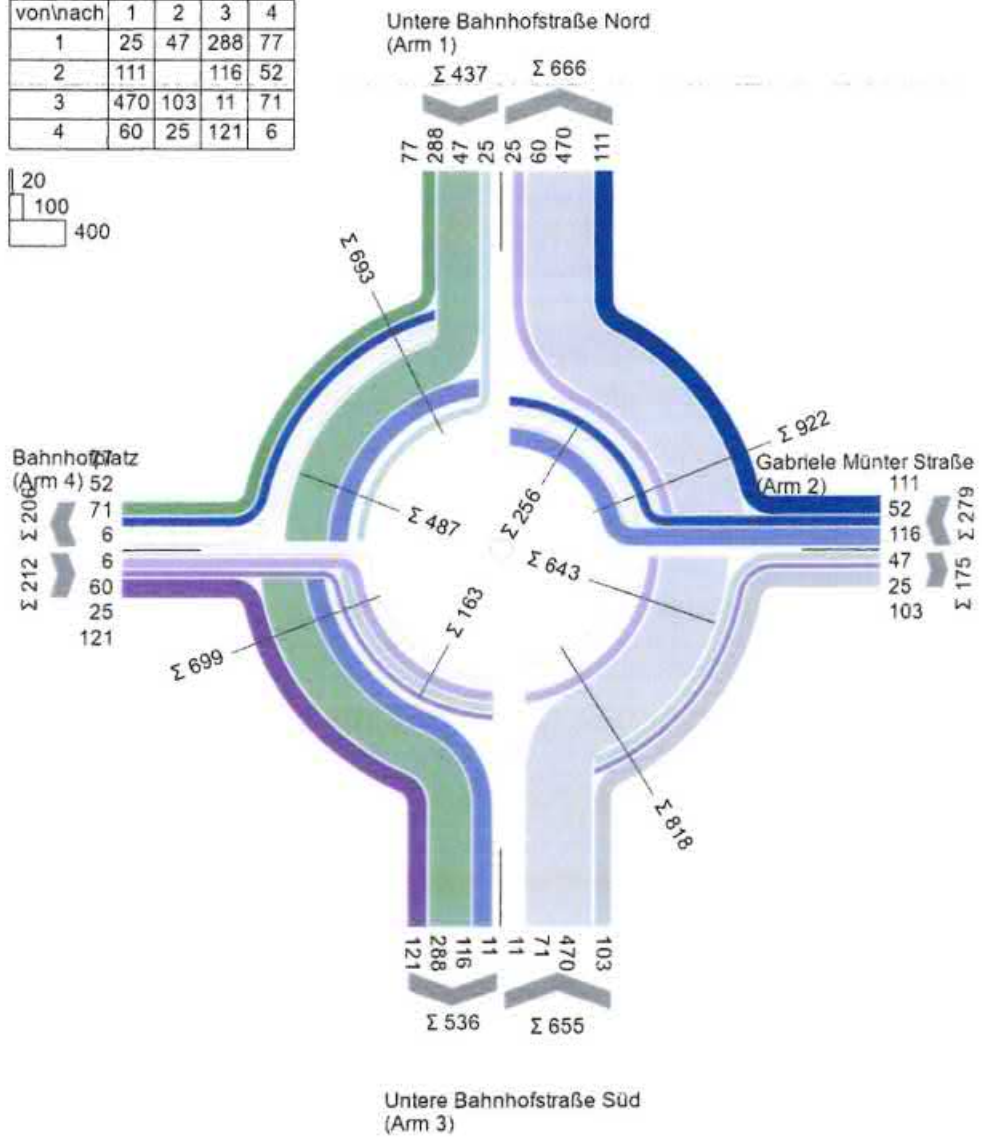 von\nach 1 2 3 4
1 25 47 288 77
2 111 116 52
3 470 103 11 71
4 60 25 121 6
20
100
400
Untere Bahnhofstraße Nord
(Arm 1)
Σ 437 Σ 666
77 288 47 25 25 60 470 111
Σ 693
Σ 922
Bahnhofplatz
(Arm 4)
77
52
71
6
6
60
25
121
Σ 206
Σ 212
Σ 487
Σ 256
Σ 643
Σ 163
Σ 699
Σ 818
Gabriele Münter Straße
(Arm 2)
111
52
116
47
25
103
Σ 279
Σ 175
121 288 116 11 11 71 470 103
Σ 536 Σ 655
Untere Bahnhofstraße Süd
(Arm 3)